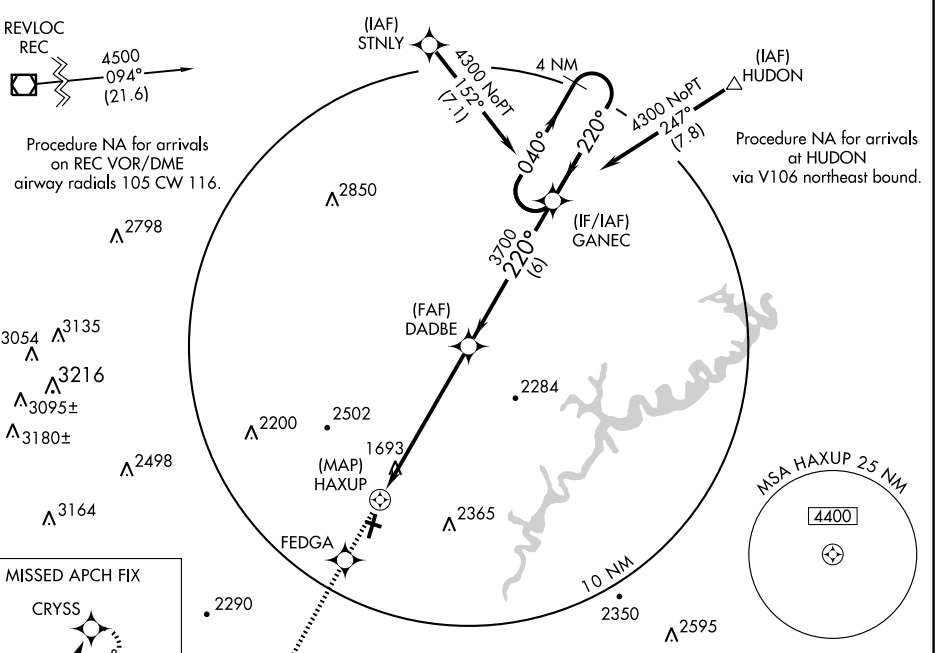 REVLOC
REC
4500
094°
(21.6)
Procedure NA for arrivals
on REC VOR/DME
airway radials 105 CW 116.
(IAF)
STNLY
4300 NoPT
152°
(7.1)
4 NM
040°
220°
(IAF)
HUDON
4300 NoPT
247°
(7.8)
Procedure NA for arrivals
at HUDON
via V106 northeast bound.
2850
2798
(IF/IAF)
GANEC
3700
220°
(6)
(FAF)
DADBE
3135
3054
3216
3095±
3180±
2284
2200
2502
1693
2498
(MAP)
HAXUP
3164
2365
FEDGA
MSA HAXUP 25 NM
4400
10 NM
2350
2290
2595
MISSED APCH FIX
CRYSS